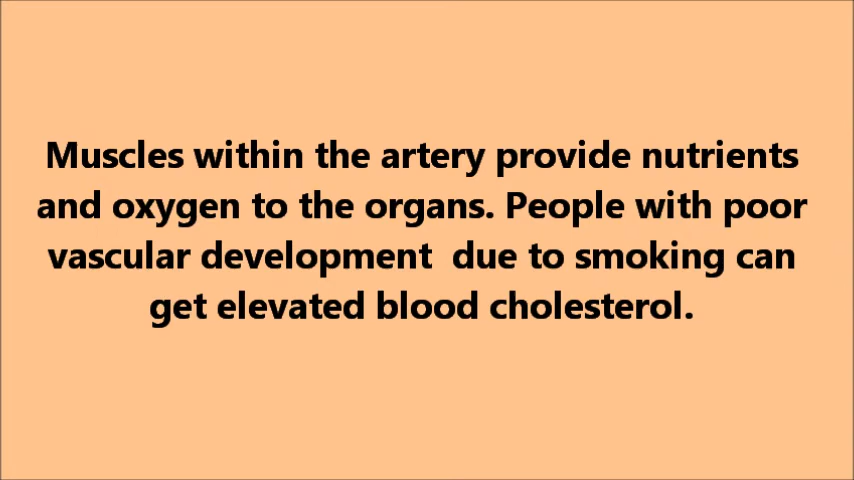 Muscles within the artery provide nutrients
and oxygen to the organs. People with poor
vascular development  due to smoking can
get elevated blood cholesterol.